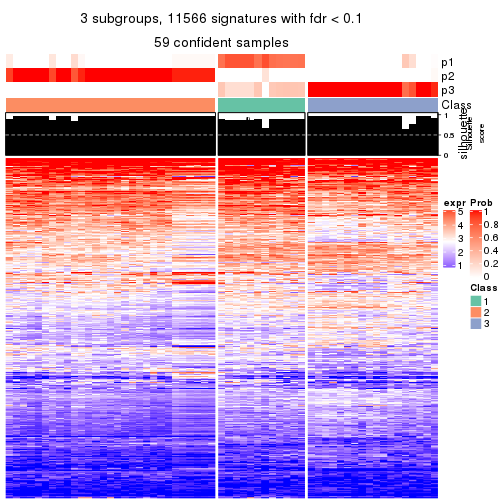 3 subgroups, 11566 signatures with fdr < 0.1
59 confident samples
p1
p2
p3
Class
silhouette
score
1
0.5
0
expr
5
4
3
2
1
Prob
1
0.8
0.6
0.4
0.2
0
Class
1
2
3